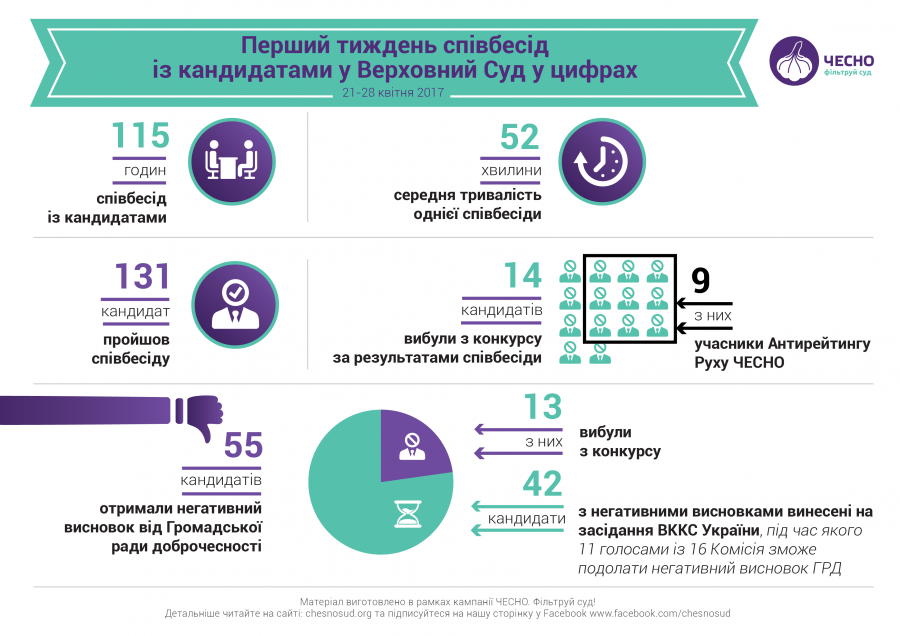 Перший тиждень співбесід
із кандидатами у Верховний Суд у цифрах
21-28 квітня 2017
ЧЕСНО
фільтруй суд
115
годин
співбесід
із кандидатами
52
хвилини
середня тривалість
однієї співбесіди
131
кандидат
пройшов
співбесіду
14
кандидатів
вибули з конкурсу
за результатами співбесіди
9
з них
учасники Антирейтингу
Руху ЧЕСНО
55
кандидатів
отримали негативний
висновок від Громадської
ради доброчесності
13
з них
вибули
з конкурсу
42
кандидати
з негативними висновками винесені на
засідання ВККС України, під час якого
11 голосами із 16 Комісія зможе
подолати негативний висновок ГРД
Матеріал виготовлено в рамках кампанії ЧЕСНО. Фільтруй суд!
Детальніше читайте на сайті: chesnosud.org та підписуйтеся на нашу сторінку у Facebook www.facebook.com/chesnosud